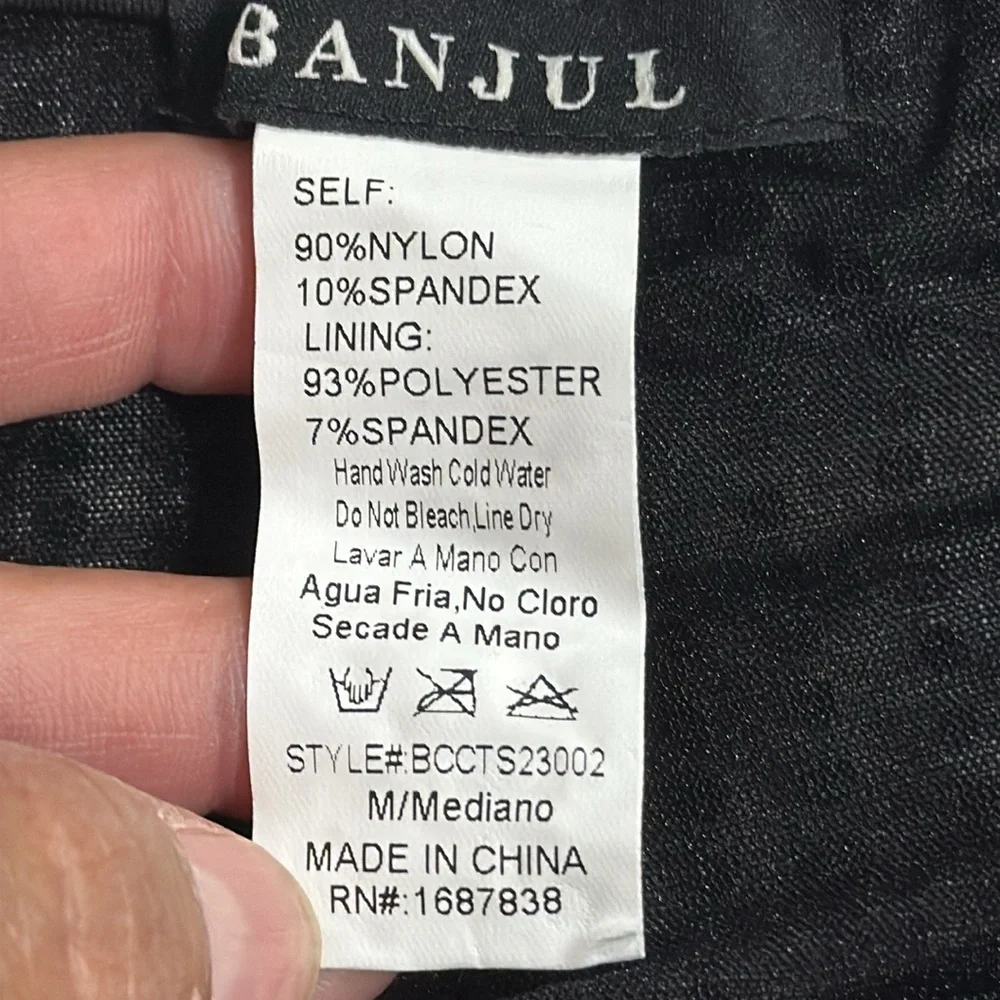 BANJUL
SELF:
90%NYLON
10%SPANDEX
LINING:
93%POLYESTER
7%SPANDEX
Hand Wash Cold Water
Do Not Bleach,Line Dry
Lavar A Mano Con
Agua Fria,No Cloro
Secade A Mano
STYLE#:BCCTS23002
M/Mediano
MADE IN CHINA
RN#:1687838